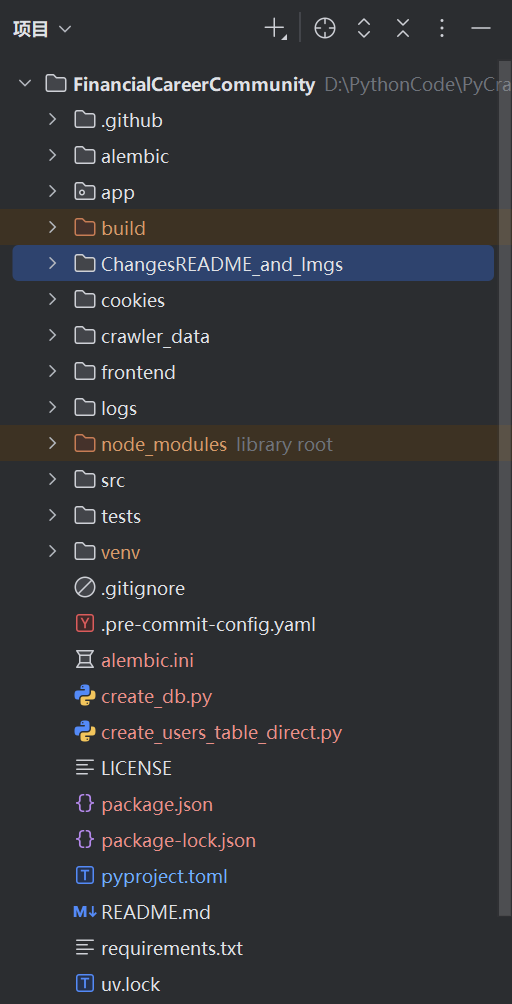 项目
FinancialCareerCommunity D:\PythonCode\PyCra
.github
alembic
app
build
ChangesREADME_and_Imgs
cookies
crawler_data
frontend
logs
node_modules library root
src
tests
venv
.gitignore
Y .pre-commit-config.yaml
alembic.ini
create_db.py
create_users_table_direct.py
LICENSE
{} package.json
{} package-lock.json
T pyproject.toml
M↓ README.md
requirements.txt
T uv.lock